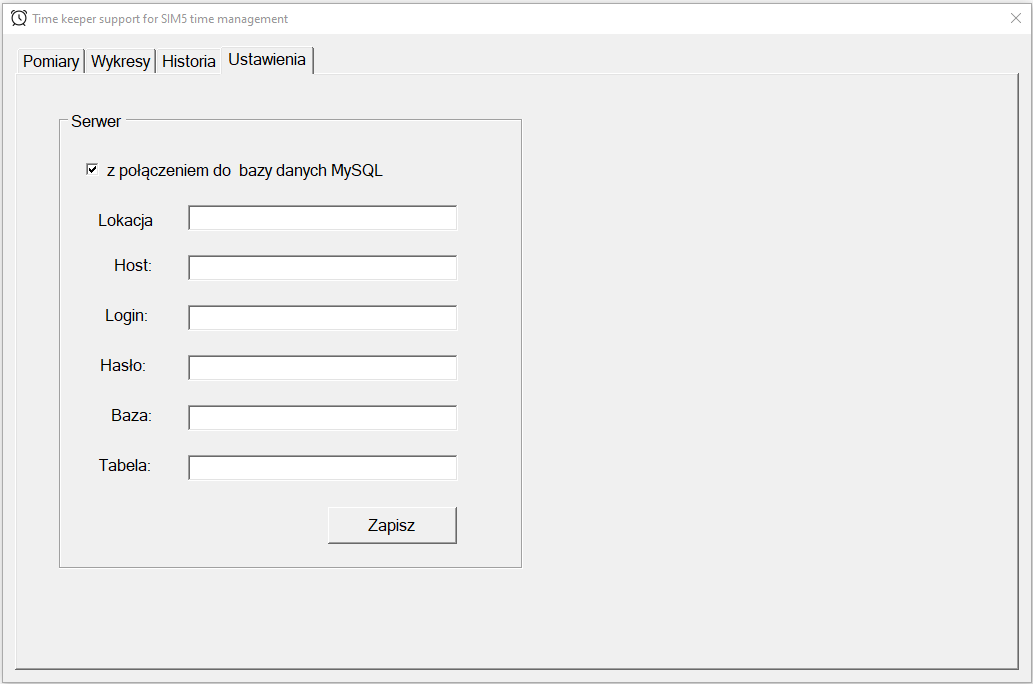 Time keeper support for SIM5 time management
Pomiary Wykresy Historia Ustawienia
Serwer
z połączeniem do  bazy danych MySQL
Lokacja
Host:
Login:
Hasło:
Baza:
Tabela:
Zapisz